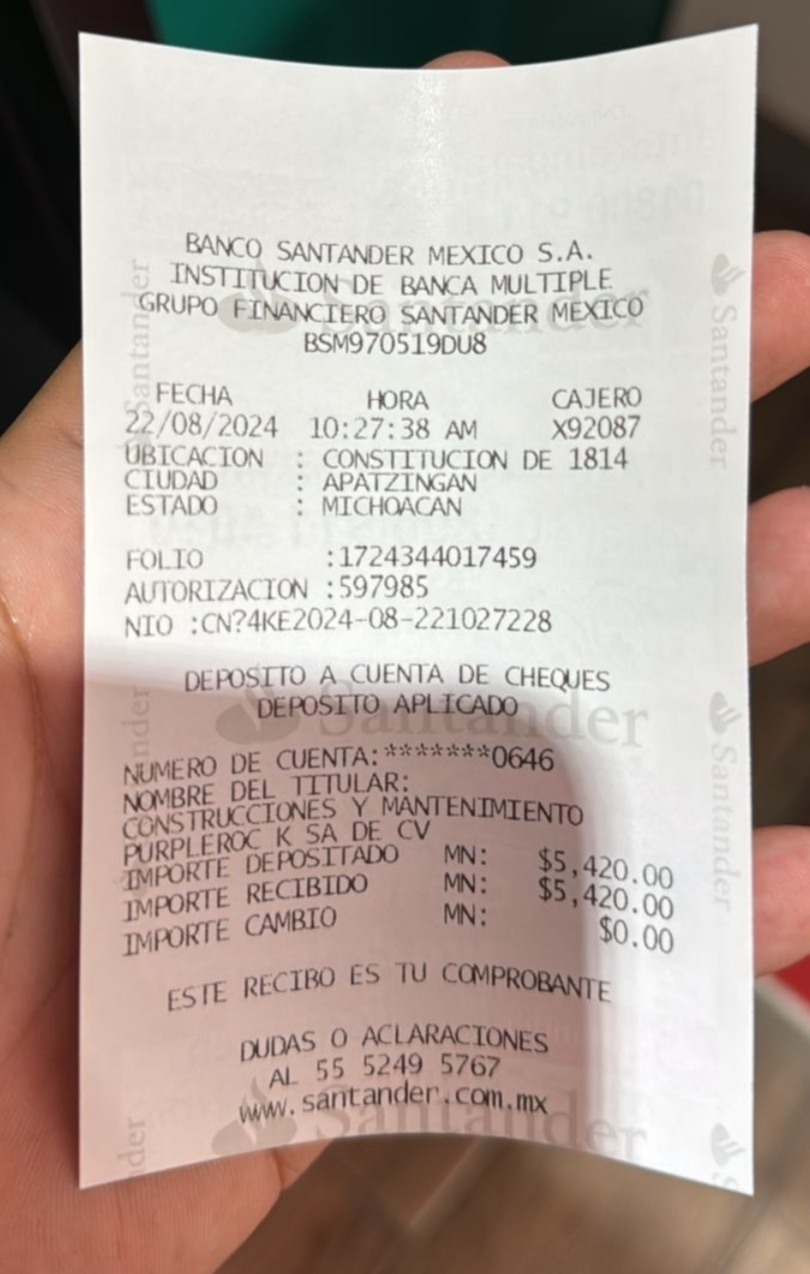 BANCO SANTANDER MEXICO S.A.
INSTITUCION DE BANCA MULTIPLE
GRUPO FINANCIERO SANTANDER MEXICO
BSM970519DU8
FECHA HORA CAJERO
22/08/2024 10:27:38 AM X92087
UBICACION : CONSTITUCION DE 1814
CIUDAD : APATZINGAN
ESTADO : MICHOACAN
FOLIO :1724344017459
AUTORIZACION :597985
NIO :CN?4KE2024-08-221027228
DEPOSITO A CUENTA DE CHEQUES
DEPOSITO APLICADO
NUMERO DE CUENTA:*******0646
NOMBRE DEL TITULAR:
CONSTRUCCIONES Y MANTENIMIENTO
PURPLEROC K SA DE CV
IMPORTE DEPOSITADO MN: $5,420.00
IMPORTE RECIBIDO MN: $5,420.00
IMPORTE CAMBIO MN: $0.00
ESTE RECIBO ES TU COMPROBANTE
DUDAS O ACLARACIONES
AL 55 5249 5767
www.santander.com.mx
Santander
Santander
Santander
Santander
Santander
Santander